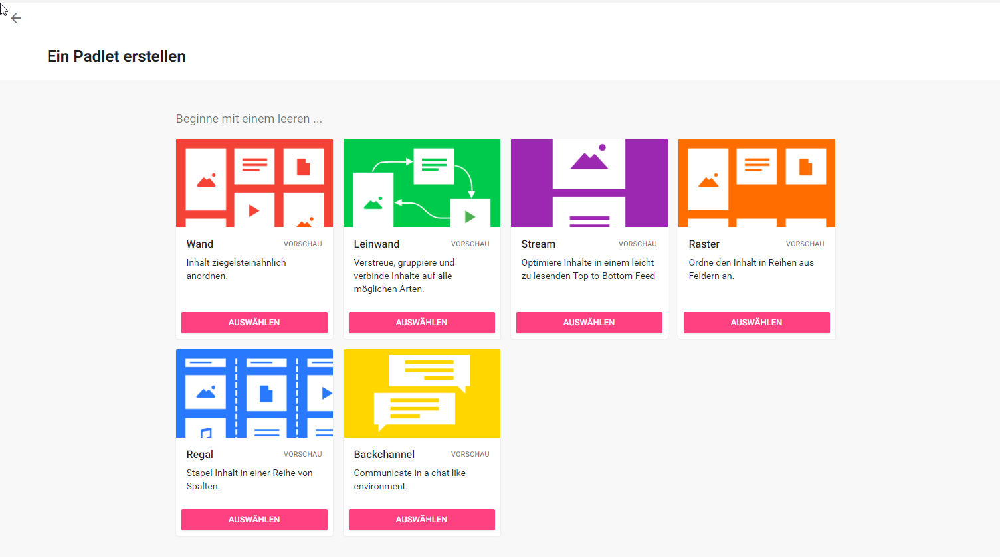 Ein Padlet erstellen
Beginne mit einem leeren ...
Wand VORSCHAU
Inhalt ziegelsteinähnlich
anordnen.
AUSWÄHLEN
Leinwand VORSCHAU
Verstreue, gruppiere und
verbinde Inhalte auf alle
möglichen Arten.
AUSWÄHLEN
Stream VORSCHAU
Optimiere Inhalte in einem leicht
zu lesenden Top-to-Bottom-Feed
AUSWÄHLEN
Raster VORSCHAU
Ordne den Inhalt in Reihen aus
Feldern an.
AUSWÄHLEN
Regal VORSCHAU
Stapel Inhalt in einer Reihe von
Spalten.
AUSWÄHLEN
Backchannel VORSCHAU
Communicate in a chat like
environment.
AUSWÄHLEN